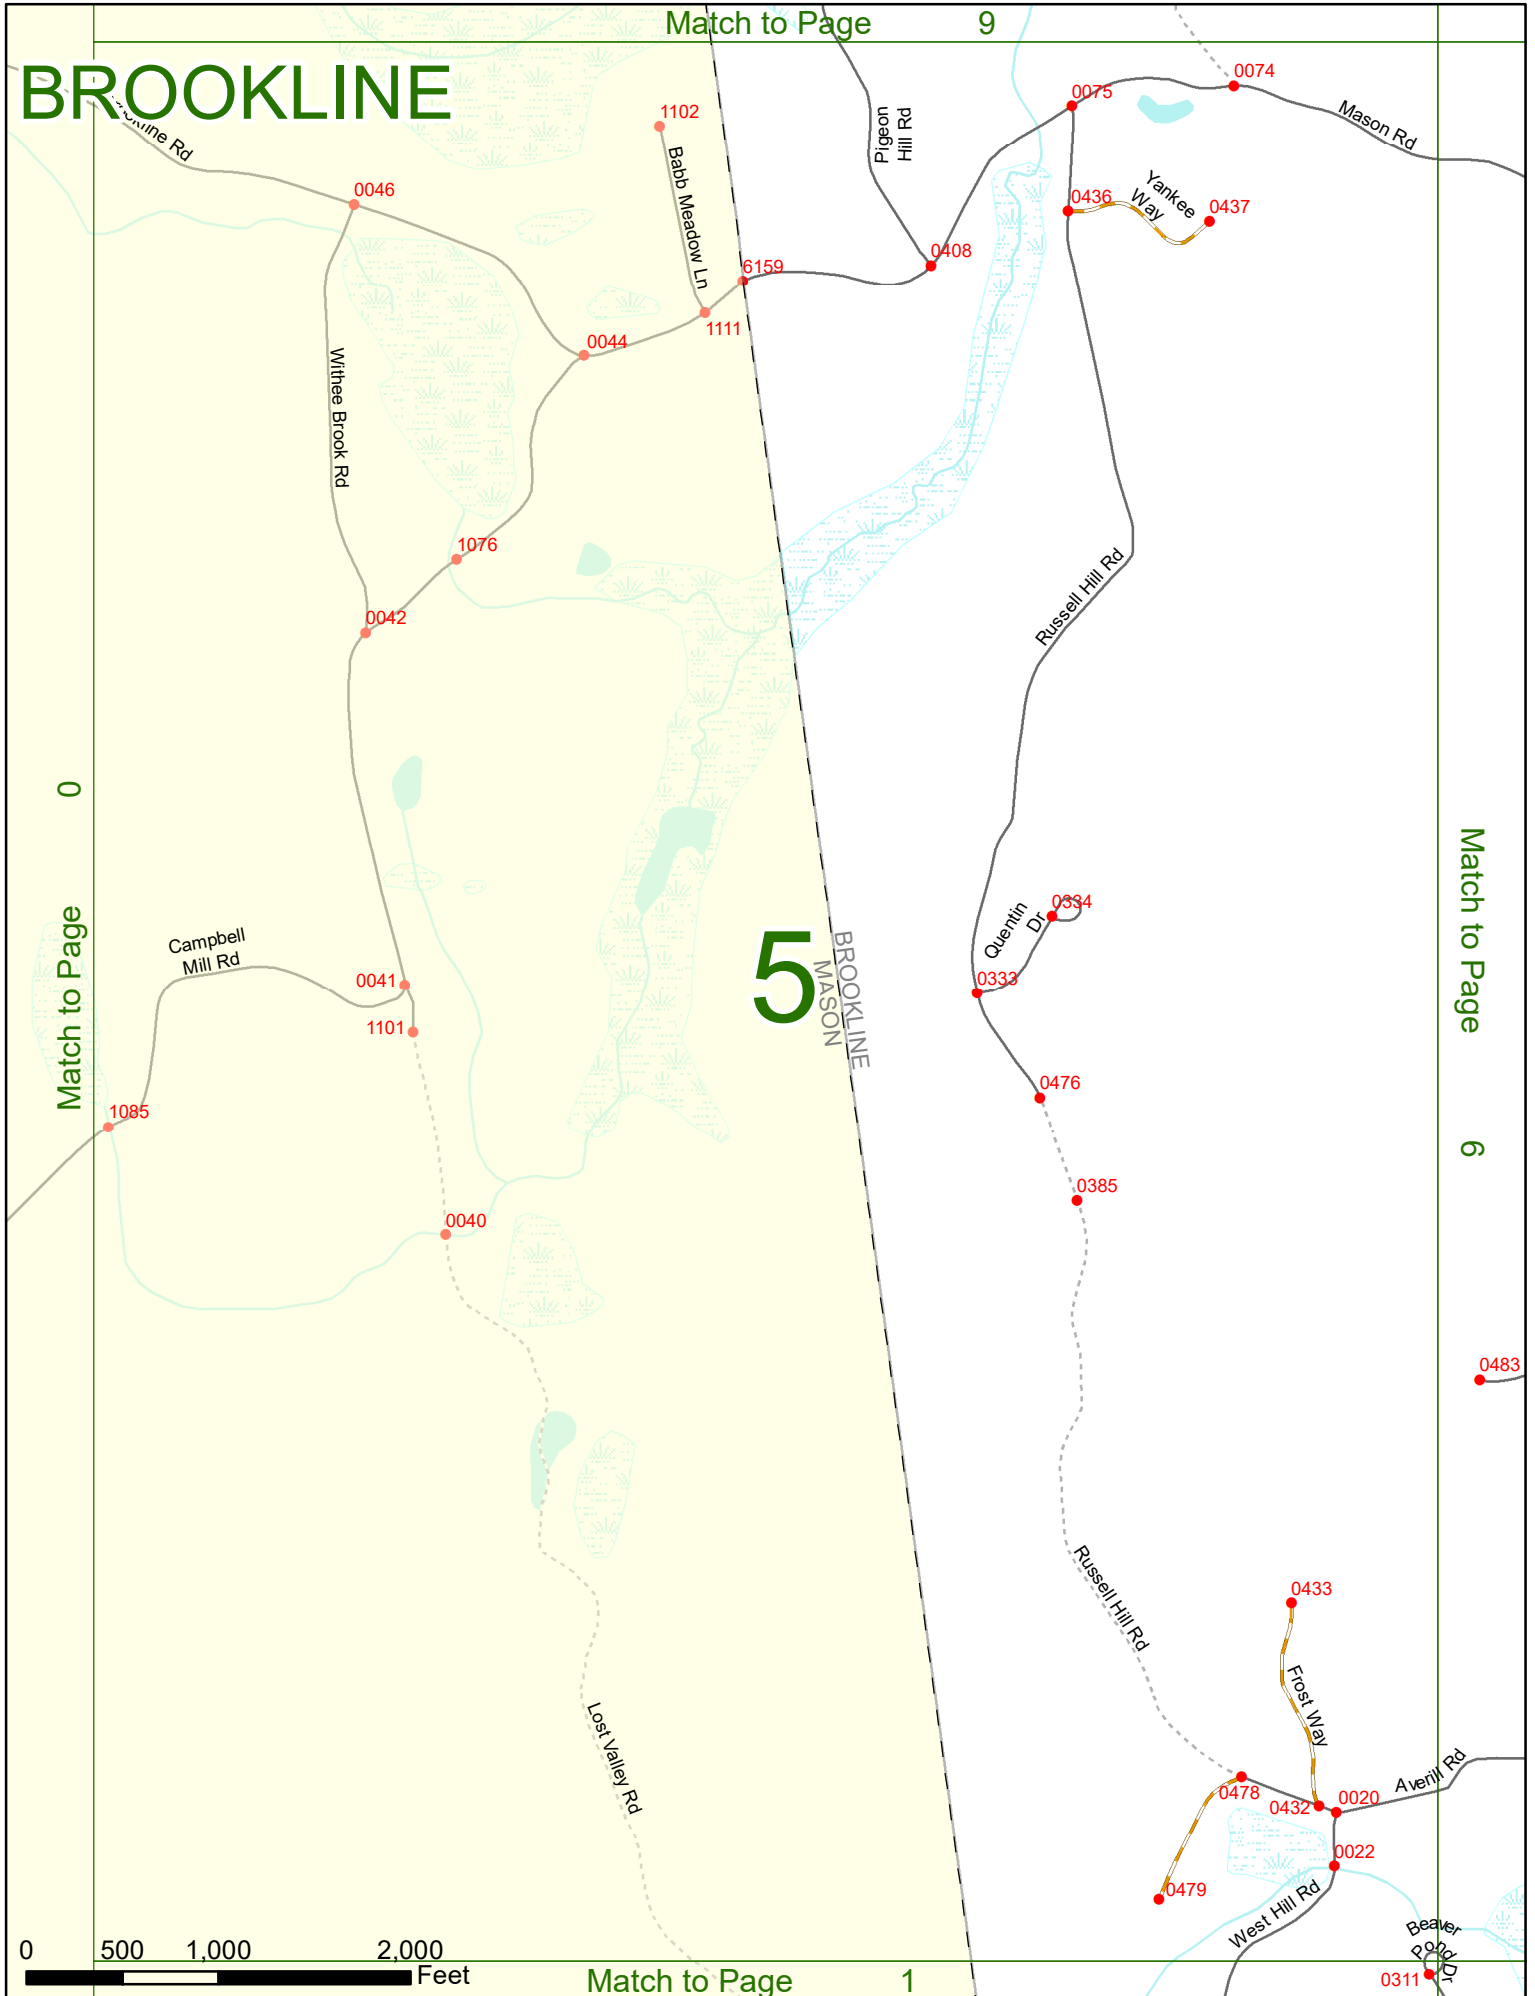 Match to Page 9
BROOKLINE
Rd
0074
0075
1102
Pigeon
Hill Rd
Mason Rd
Babb Meadow Ln
0046
Yankee
Way
0436
0437
0408
6159
1111
0044
Withee Brook Rd
1076
Russell Hill Rd
0042
0
Match to Page
Match to Page
6
0334
Quentin
Dr
Campbell
Mill Rd
5
BROOKLINE
MASON
0041
0333
1101
0476
1085
0385
0040
0483
Russell Hill Rd
0433
Frost Way
Lost Valley Rd
Averill Rd
0478
0432
0020
0022
0479
West Hill Rd
Beaver
Pond
Dr
0311
0 500 1,000 2,000
Feet
Match to Page 1